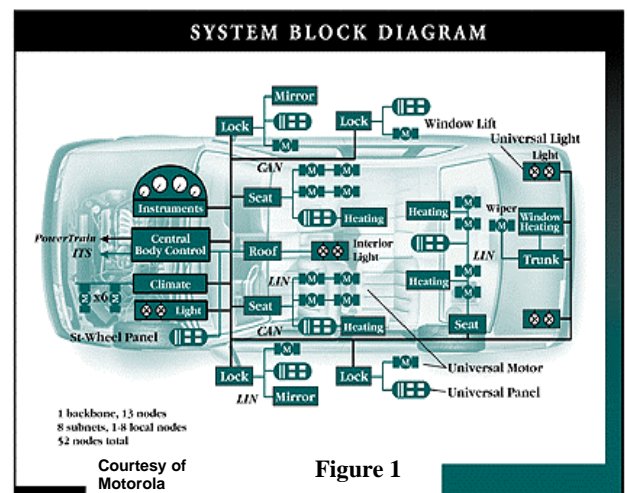 SYSTEM BLOCK DIAGRAM
Mirror
Lock
M
CAN
Lock
M
Window Lift
Universal Light
Light
Instruments
Seat
M
M
M
M
Heating
Heating
M
M
Wiper
M
Window
Heating
PowerTrain
ITS
Central
Body Control
Roof
Interior
Light
LIN
Trunk
Climate
M x6 M
Light
LIN
Seat
CAN
M
M
M
M
Heating
Heating
M
M
Seat
St-Wheel Panel
Lock
LIN
M
Mirror
Lock
M
Universal Motor
Universal Panel
1 backbone, 13 nodes
8 subnets, 1-8 local nodes
52 nodes total
Courtesy of
Motorola
Figure 1